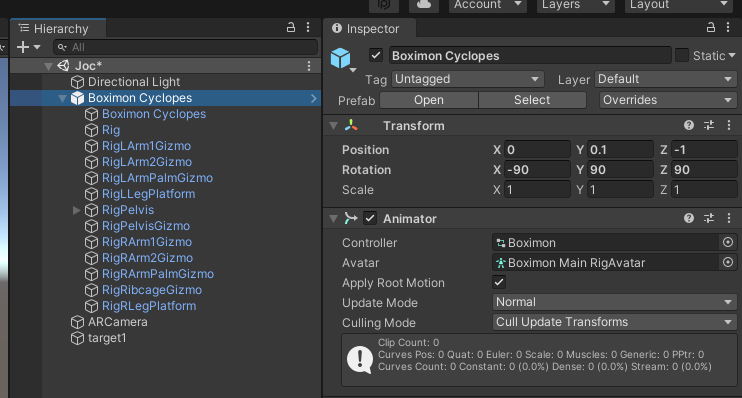 Account
Layers
Layout
Hierarchy
All
Joc*
Directional Light
Boximon Cyclopes
Boximon Cyclopes
Rig
RigLArm1Gizmo
RigLArm2Gizmo
RigLArmPalmGizmo
RigLLegPlatform
RigPelvis
RigPelvisGizmo
RigRArm1Gizmo
RigRArm2Gizmo
RigRArmPalmGizmo
RigRibcageGizmo
RigRLegPlatform
ARCamera
target1
Inspector
Boximon Cyclopes Static
Tag Untagged Layer Default
Prefab Open Select Overrides
Transform
Position X 0 Y 0.1 Z -1
Rotation X -90 Y 90 Z 90
Scale X 1 Y 1 Z 1
Animator
Controller Boximon
Avatar Boximon Main RigAvatar
Apply Root Motion
Update Mode Normal
Culling Mode Cull Update Transforms
Clip Count: 0
Curves Pos: 0 Quat: 0 Euler: 0 Scale: 0 Muscles: 0 Generic: 0 PPtr: 0
Curves Count: 0 Constant: 0 (0.0%) Dense: 0 (0.0%) Stream: 0 (0.0%)